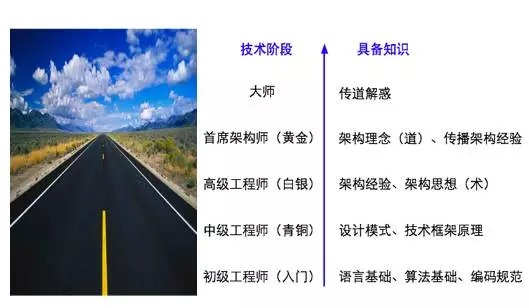 技术阶段 具备知识
大师 传道解惑
首席架构师（黄金） 架构理念（道）、传播架构经验
高级工程师（白银） 架构经验、架构思想（术）
中级工程师（青铜） 设计模式、技术框架原理
初级工程师（入门） 语言基础、算法基础、编码规范